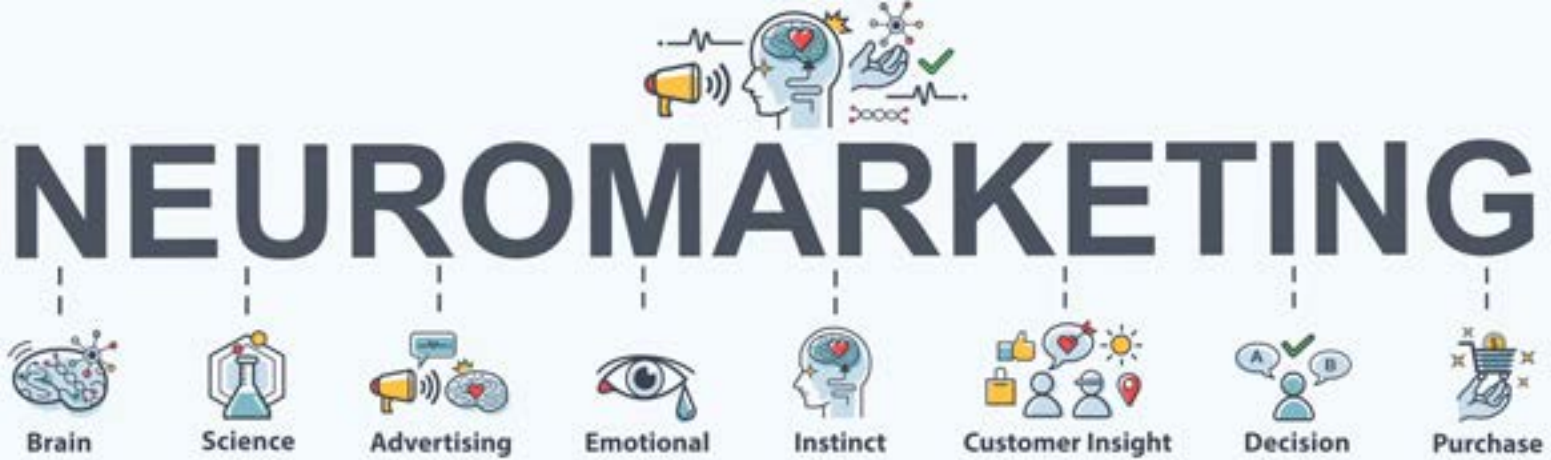 NEUROMARKETING
A B $
Brain Science Advertising Emotional Instinct Customer Insight Decision Purchase